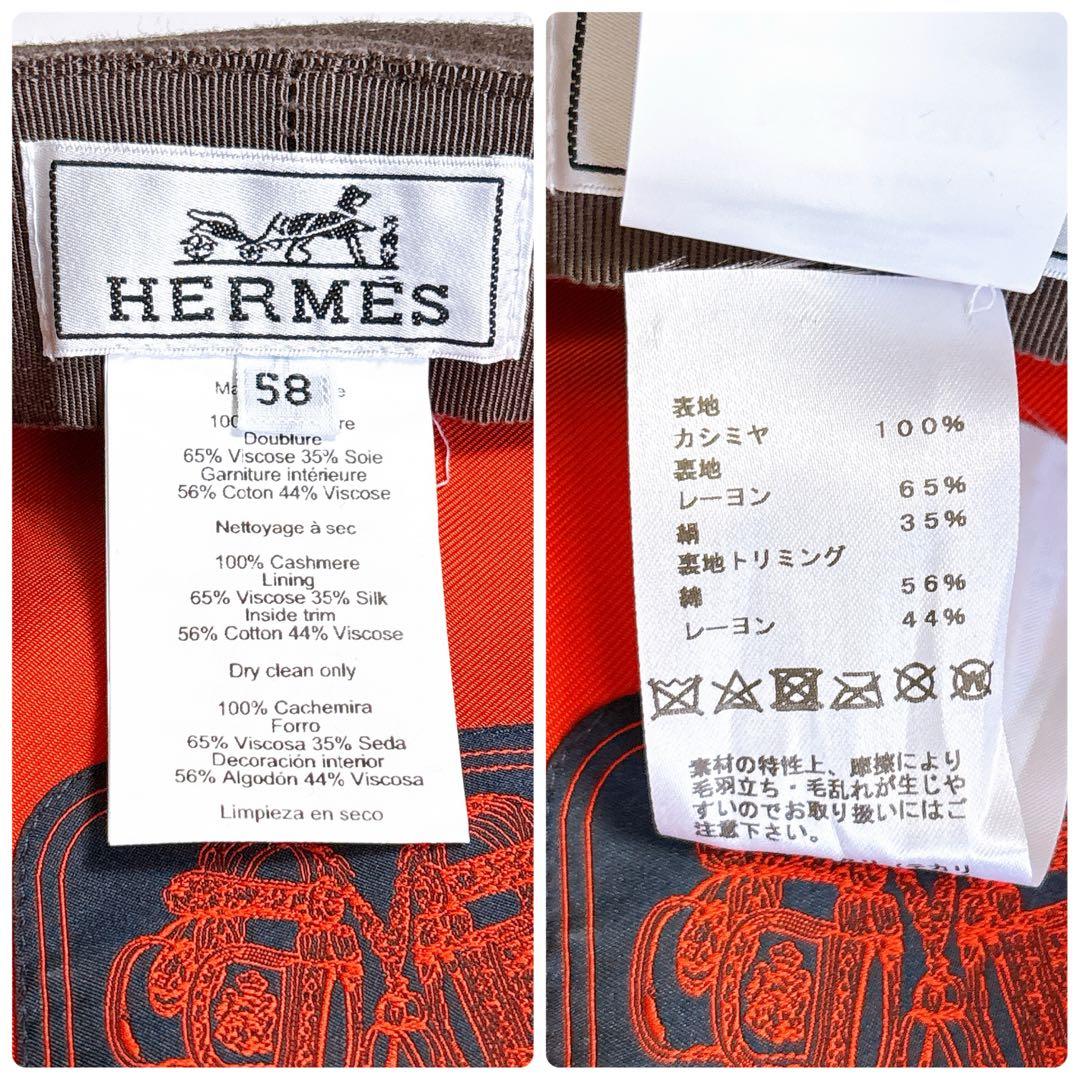 HERMES
58
Ma
e
100
re
Doublure
65% Viscose 35% Soie
Garniture intérieure
56% Coton 44% Viscose
Nettoyage à sec
100% Cashmere
Lining
65% Viscose 35% Silk
Inside trim
56% Cotton 44% Viscose
Dry clean only
100% Cachemira
Forro
65% Viscosa 35% Seda
Decoración interior
56% Algodón 44% Viscosa
Limpieza en seco
表地
カシミヤ 100%
裏地
レーヨン 65%
絹 35%
裏地トリミング
綿 56%
レーヨン 44%
素材の特性上、摩擦により
毛羽立ち・毛乱れが生じや
すいのでお取り扱いにはご
注意下さい。